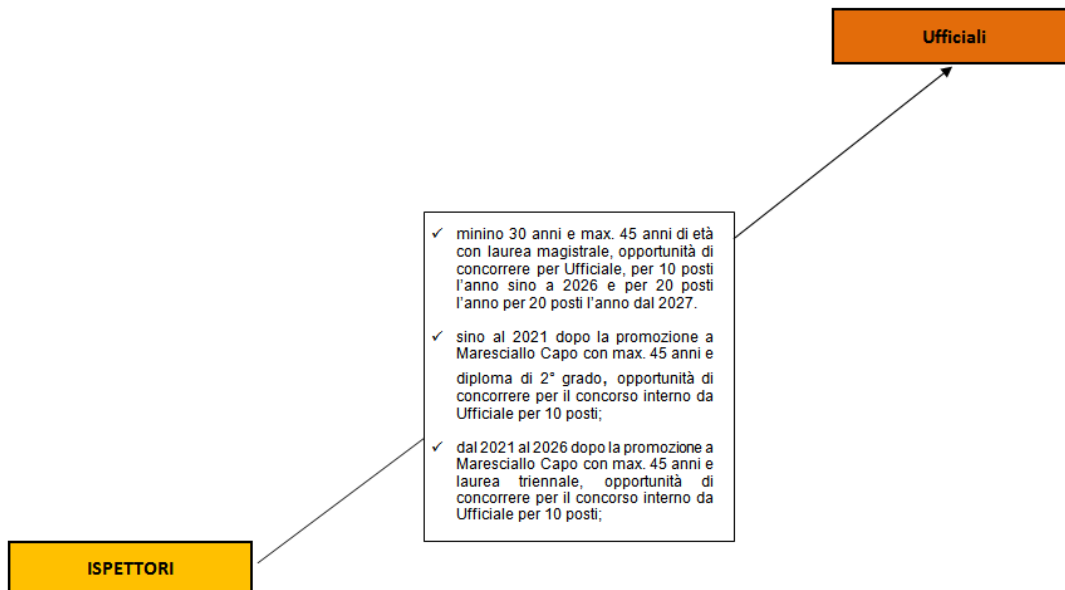 Ufficiali
✓ minino 30 anni e max. 45 anni di età
con laurea magistrale, opportunità di
concorrere per Ufficiale, per 10 posti
l'anno sino a 2026 e per 20 posti
l'anno per 20 posti l'anno dal 2027.
✓ sino al 2021 dopo la promozione a
Maresciallo Capo con max. 45 anni e
diploma di 2° grado, opportunità di
concorrere per il concorso interno da
Ufficiale per 10 posti;
✓ dal 2021 al 2026 dopo la promozione a
Maresciallo Capo con max. 45 anni e
laurea triennale, opportunità di
concorrere per il concorso interno da
Ufficiale per 10 posti;
ISPETTORI